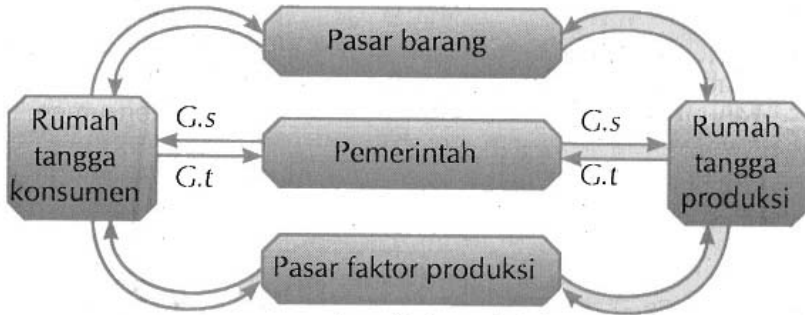 Pasar barang
Rumah
tangga
konsumen
G.s
G.t
Pemerintah
G.s
G.t
Rumah
tangga
produksi
Pasar faktor produksi